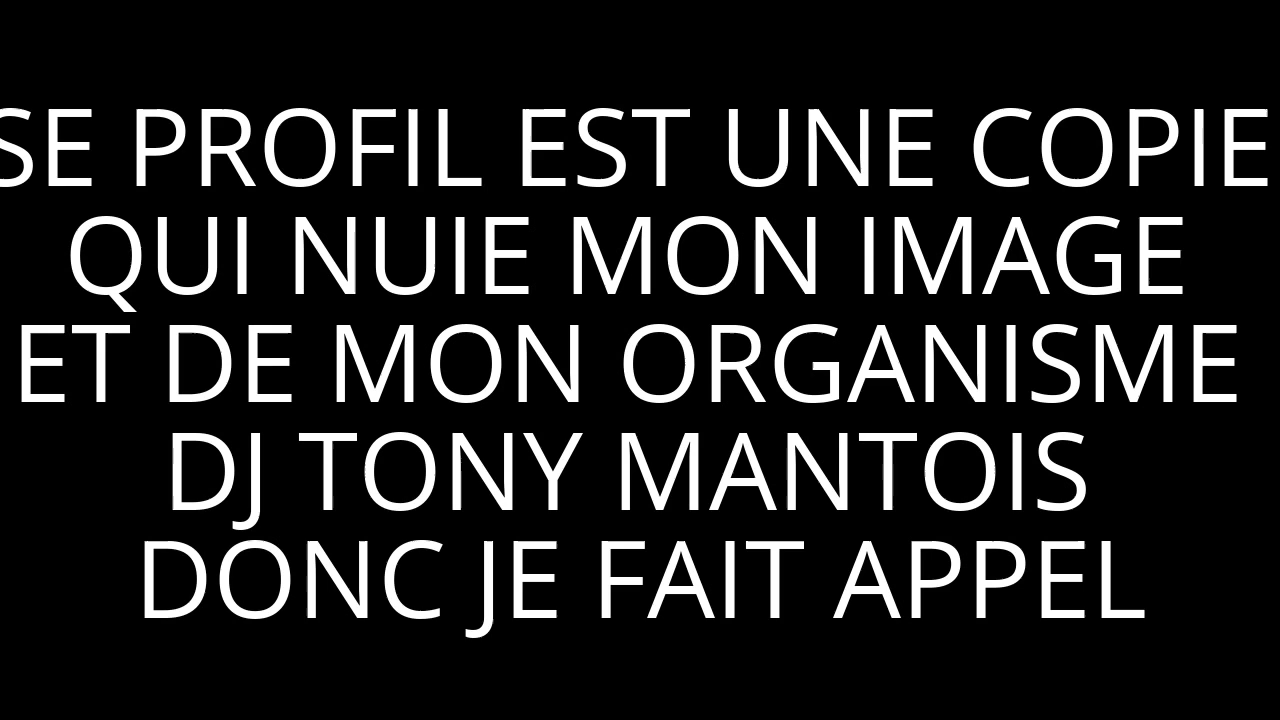 SE PROFIL EST UNE COPIE
QUI NUIE MON IMAGE
ET DE MON ORGANISME
DJ TONY MANTOIS
DONC JE FAIT APPEL